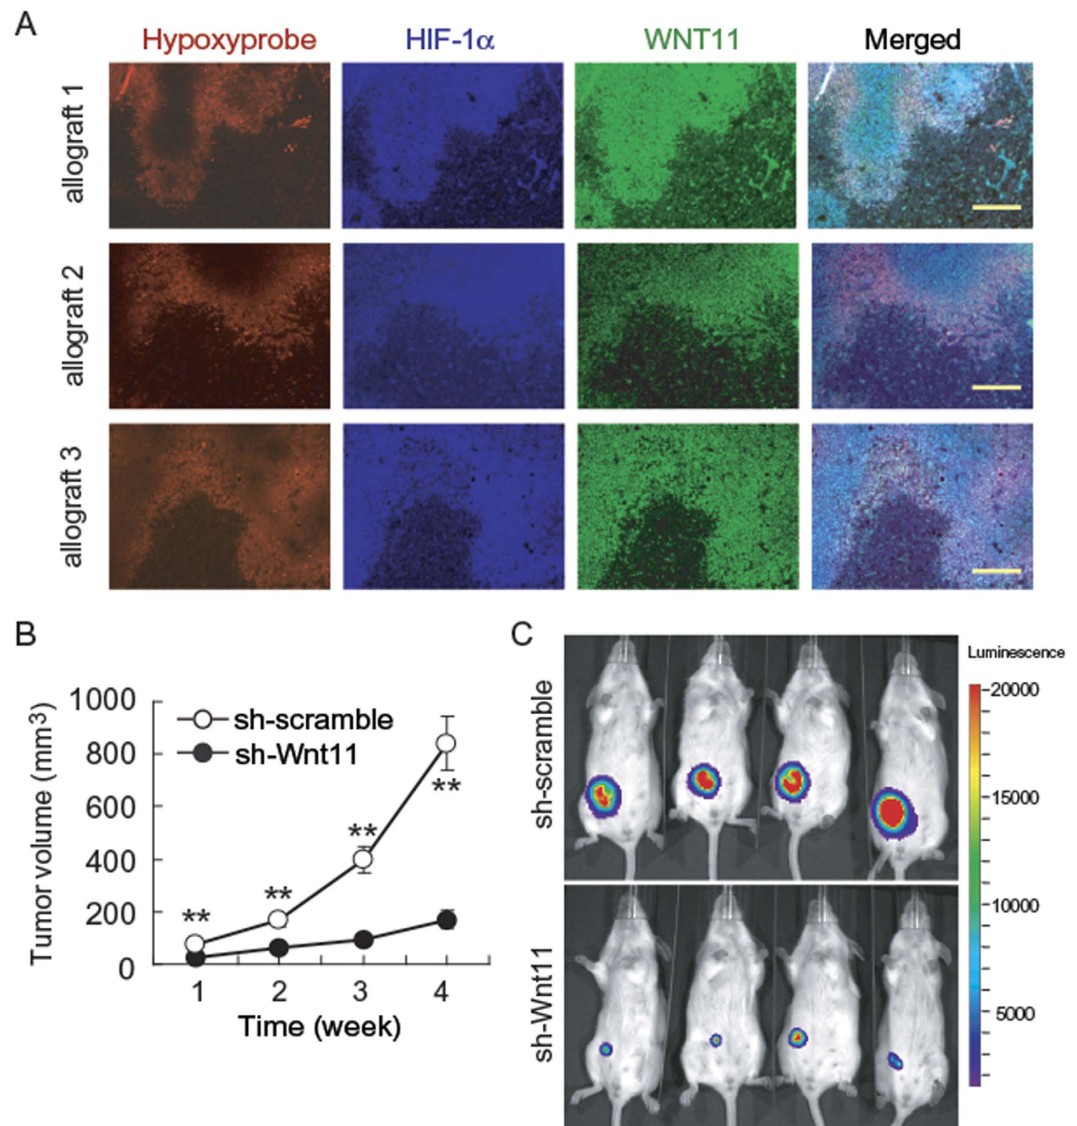 A
Hypoxyprobe HIF-1α WNT11 Merged
allograft 1
allograft 2
allograft 3
B
Tumor volume (mm³)
1000
800
600
400
200
0
sh-scramble
sh-Wnt11
**
**
**
**
1 2 3 4
Time (week)
C
Luminescence
sh-scramble
sh-Wnt11
20000
15000
10000
5000